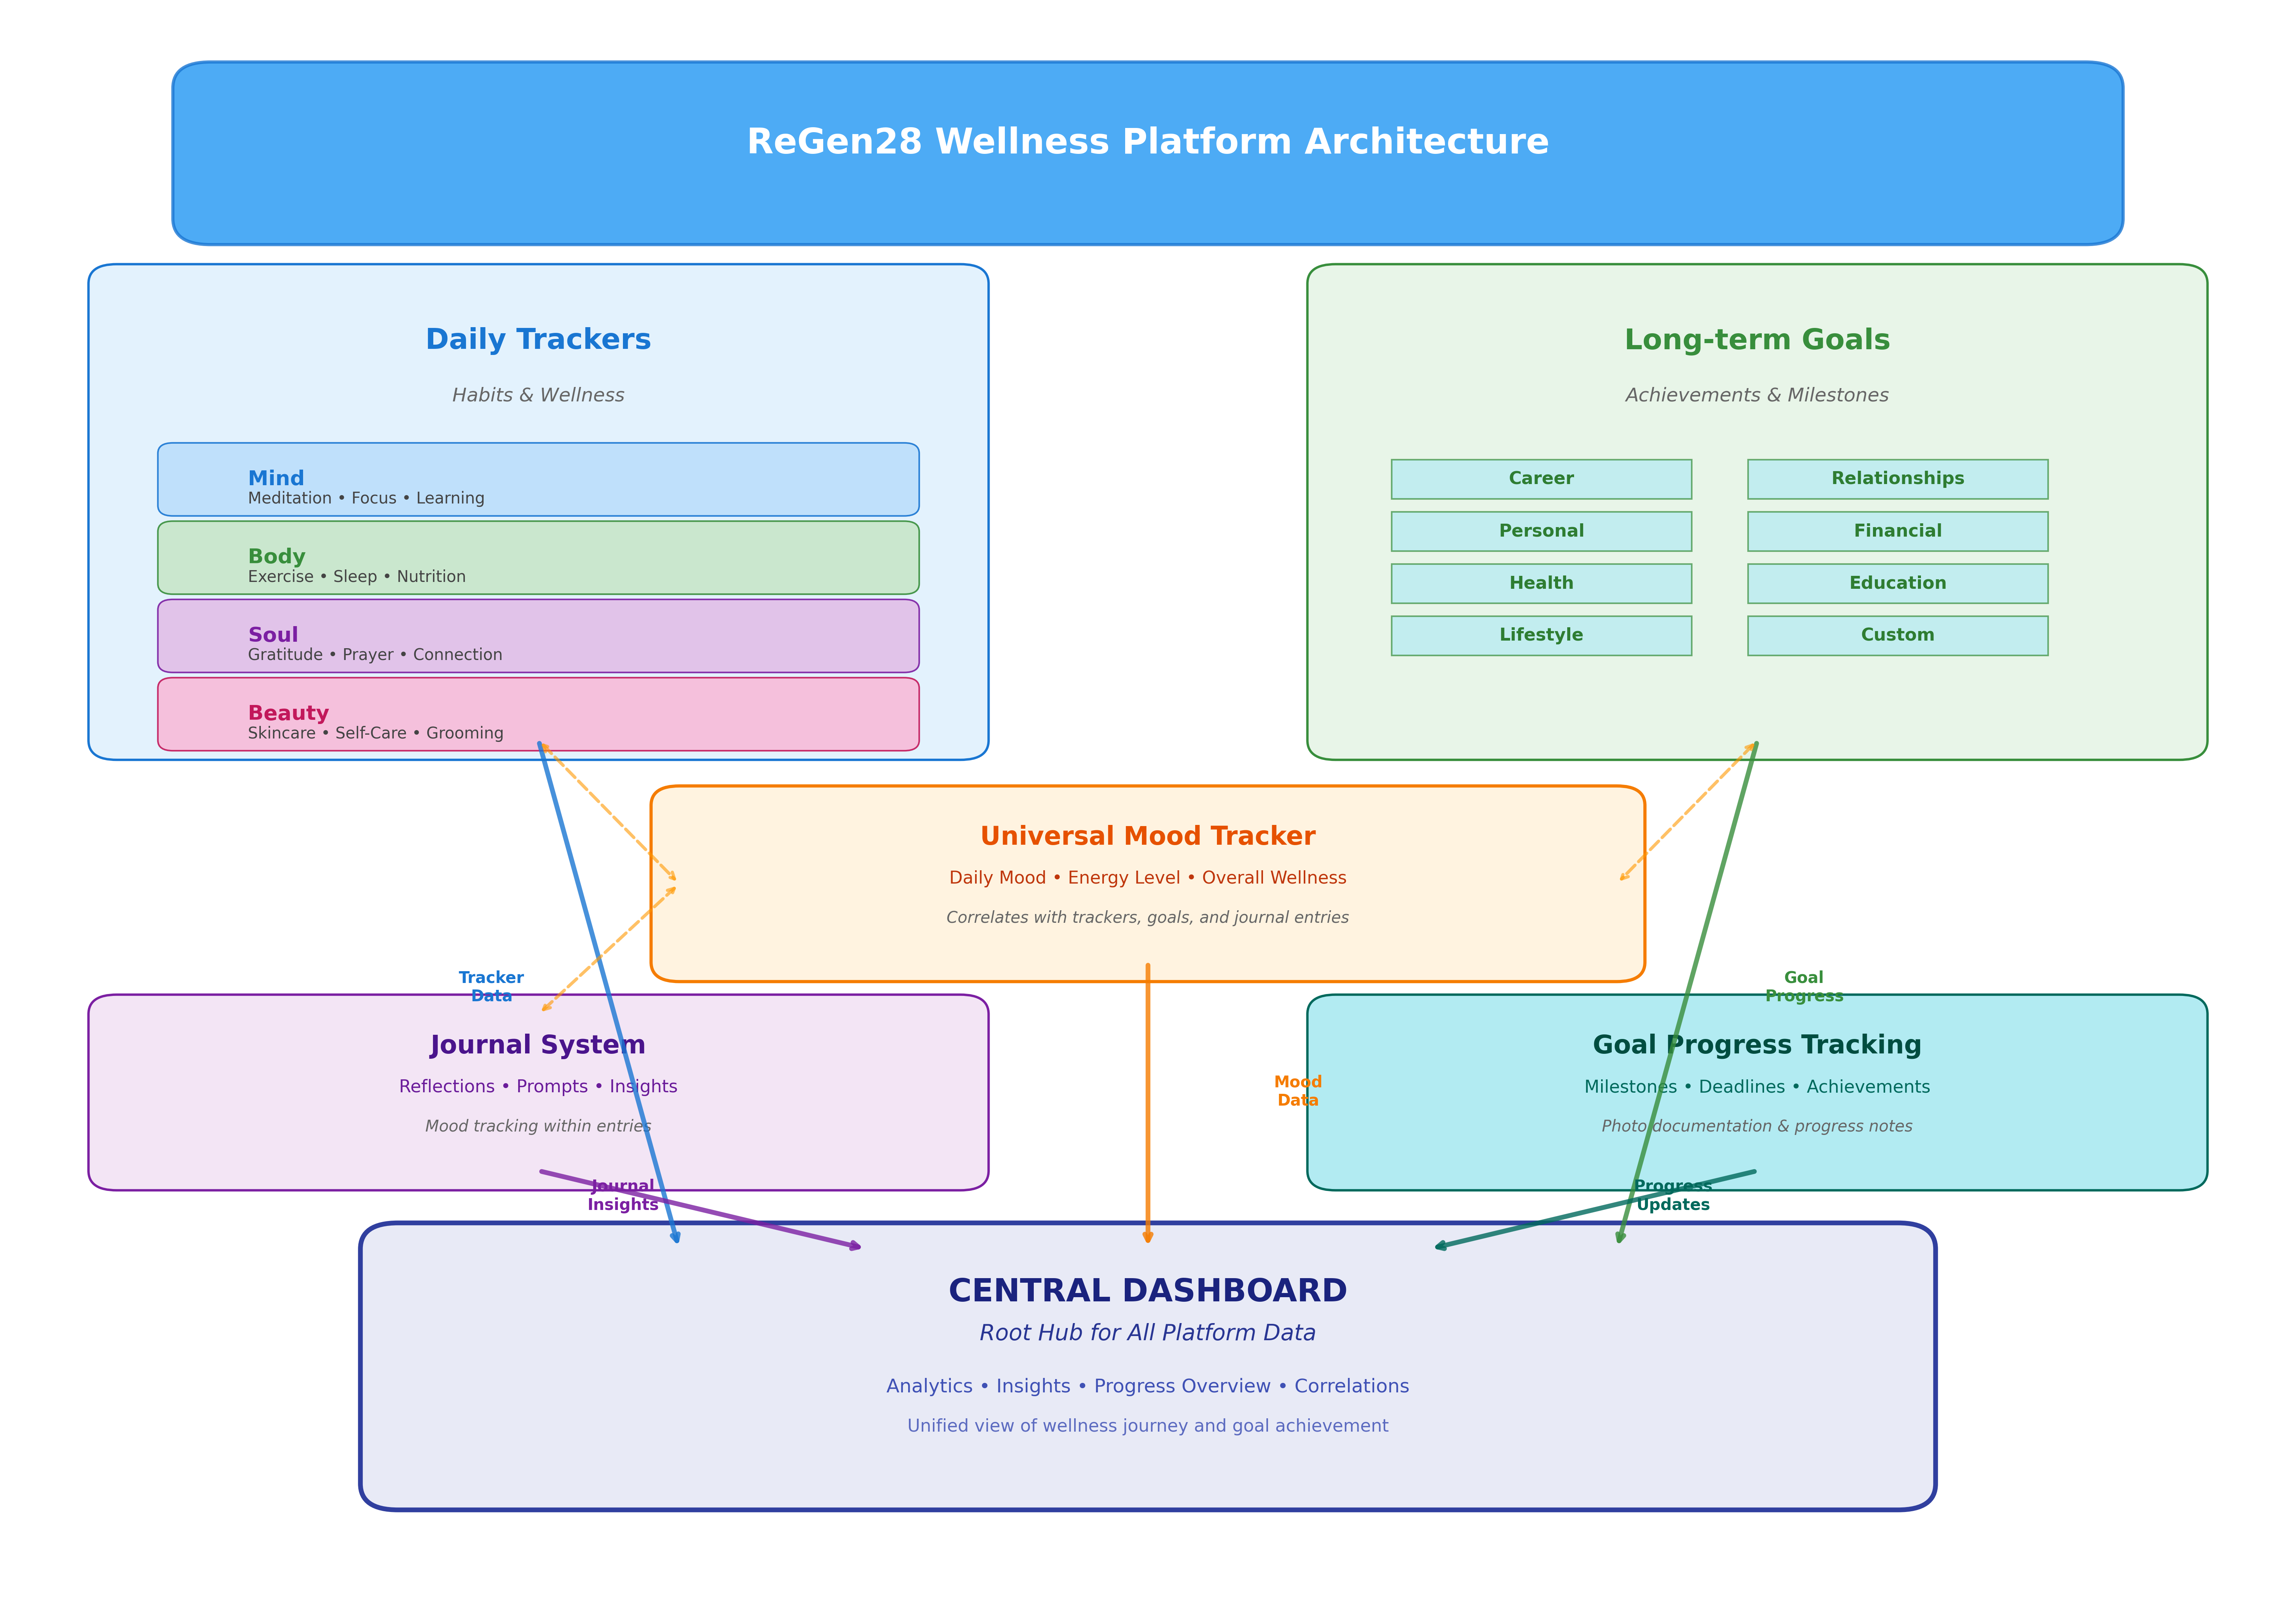 ReGen28 Wellness Platform Architecture
Daily Trackers
Habits & Wellness
Mind
Meditation • Focus • Learning
Body
Exercise • Sleep • Nutrition
Soul
Gratitude • Prayer • Connection
Beauty
Skincare • Self-Care • Grooming
Long-term Goals
Achievements & Milestones
Career
Relationships
Personal
Financial
Health
Education
Lifestyle
Custom
Universal Mood Tracker
Daily Mood • Energy Level • Overall Wellness
Correlates with trackers, goals, and journal entries
Tracker
Data
Goal
Progress
Journal System
Reflections • Prompts • Insights
Mood tracking within entries
Mood
Data
Goal Progress Tracking
Milestones • Deadlines • Achievements
Photo documentation & progress notes
Journal
Insights
Progress
Updates
CENTRAL DASHBOARD
Root Hub for All Platform Data
Analytics • Insights • Progress Overview • Correlations
Unified view of wellness journey and goal achievement